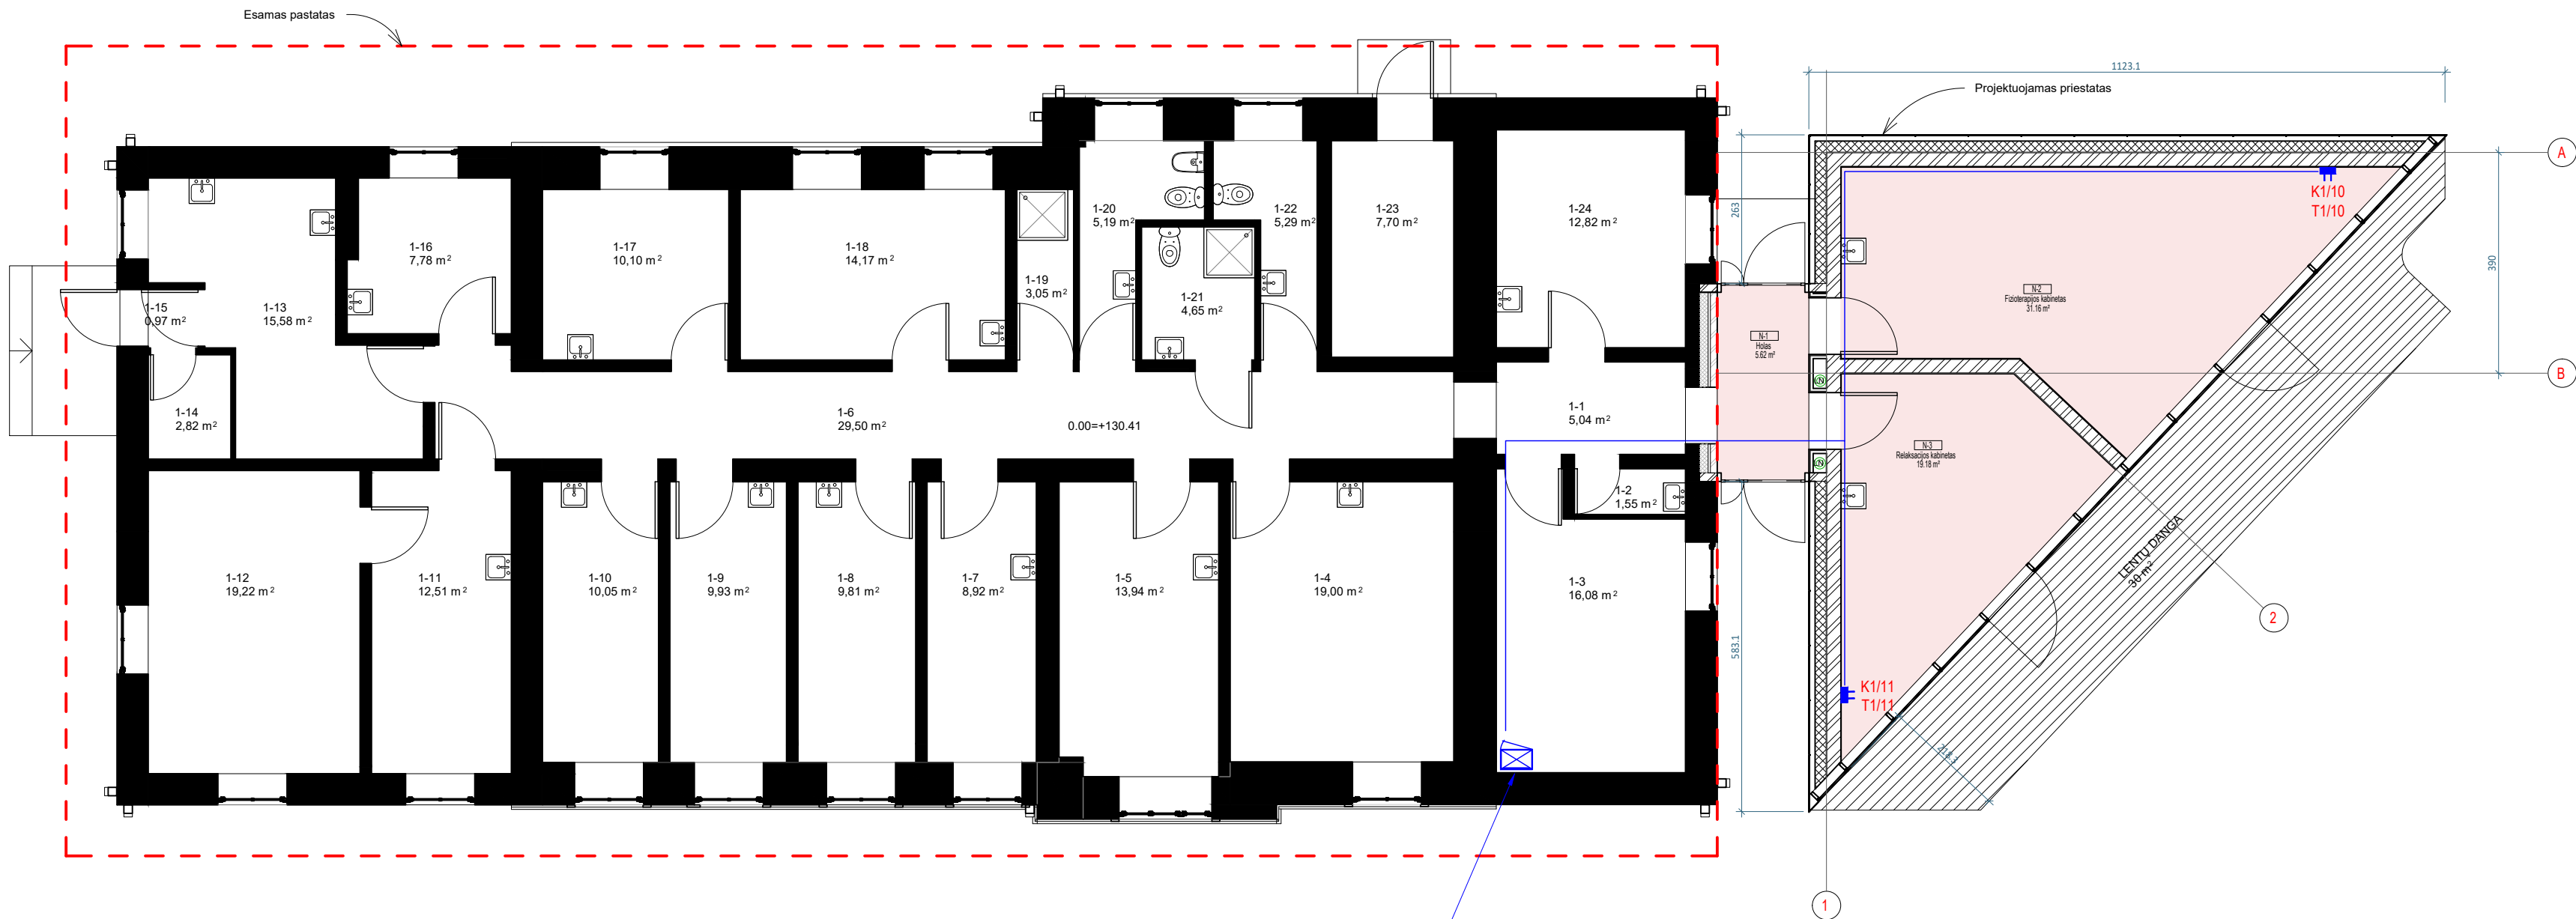 Esamas pastatas
1123.1
Projektuojamas priestatas
A
K1/10
T1/10
1-20
5,19 m²
1-22
5,29 m²
1-23
7,70 m²
1-24
12,82 m²
263
390
1-16
7,78 m²
1-17
10,10 m²
1-18
14,17 m²
1-19
3,05 m²
1-21
4,65 m²
N-2
Fizioterapijos kabinetas
31.16 m²
1-15
0,97 m²
1-13
15,58 m²
N-1
Holas
5.62 m²
B
1-14
2,82 m²
1-6
29,50 m²
0.00=+130.41
1-1
5,04 m²
N-3
Relaksacijos kabinetas
19.18 m²
1-2
1,55 m²
LENTŲ DANGA
30 m²
1-12
19,22 m²
1-11
12,51 m²
1-10
10,05 m²
1-9
9,93 m²
1-8
9,81 m²
1-7
8,92 m²
1-5
13,94 m²
1-4
19,00 m²
1-3
16,08 m²
2
583.1
K1/11
T1/11
218.3
1